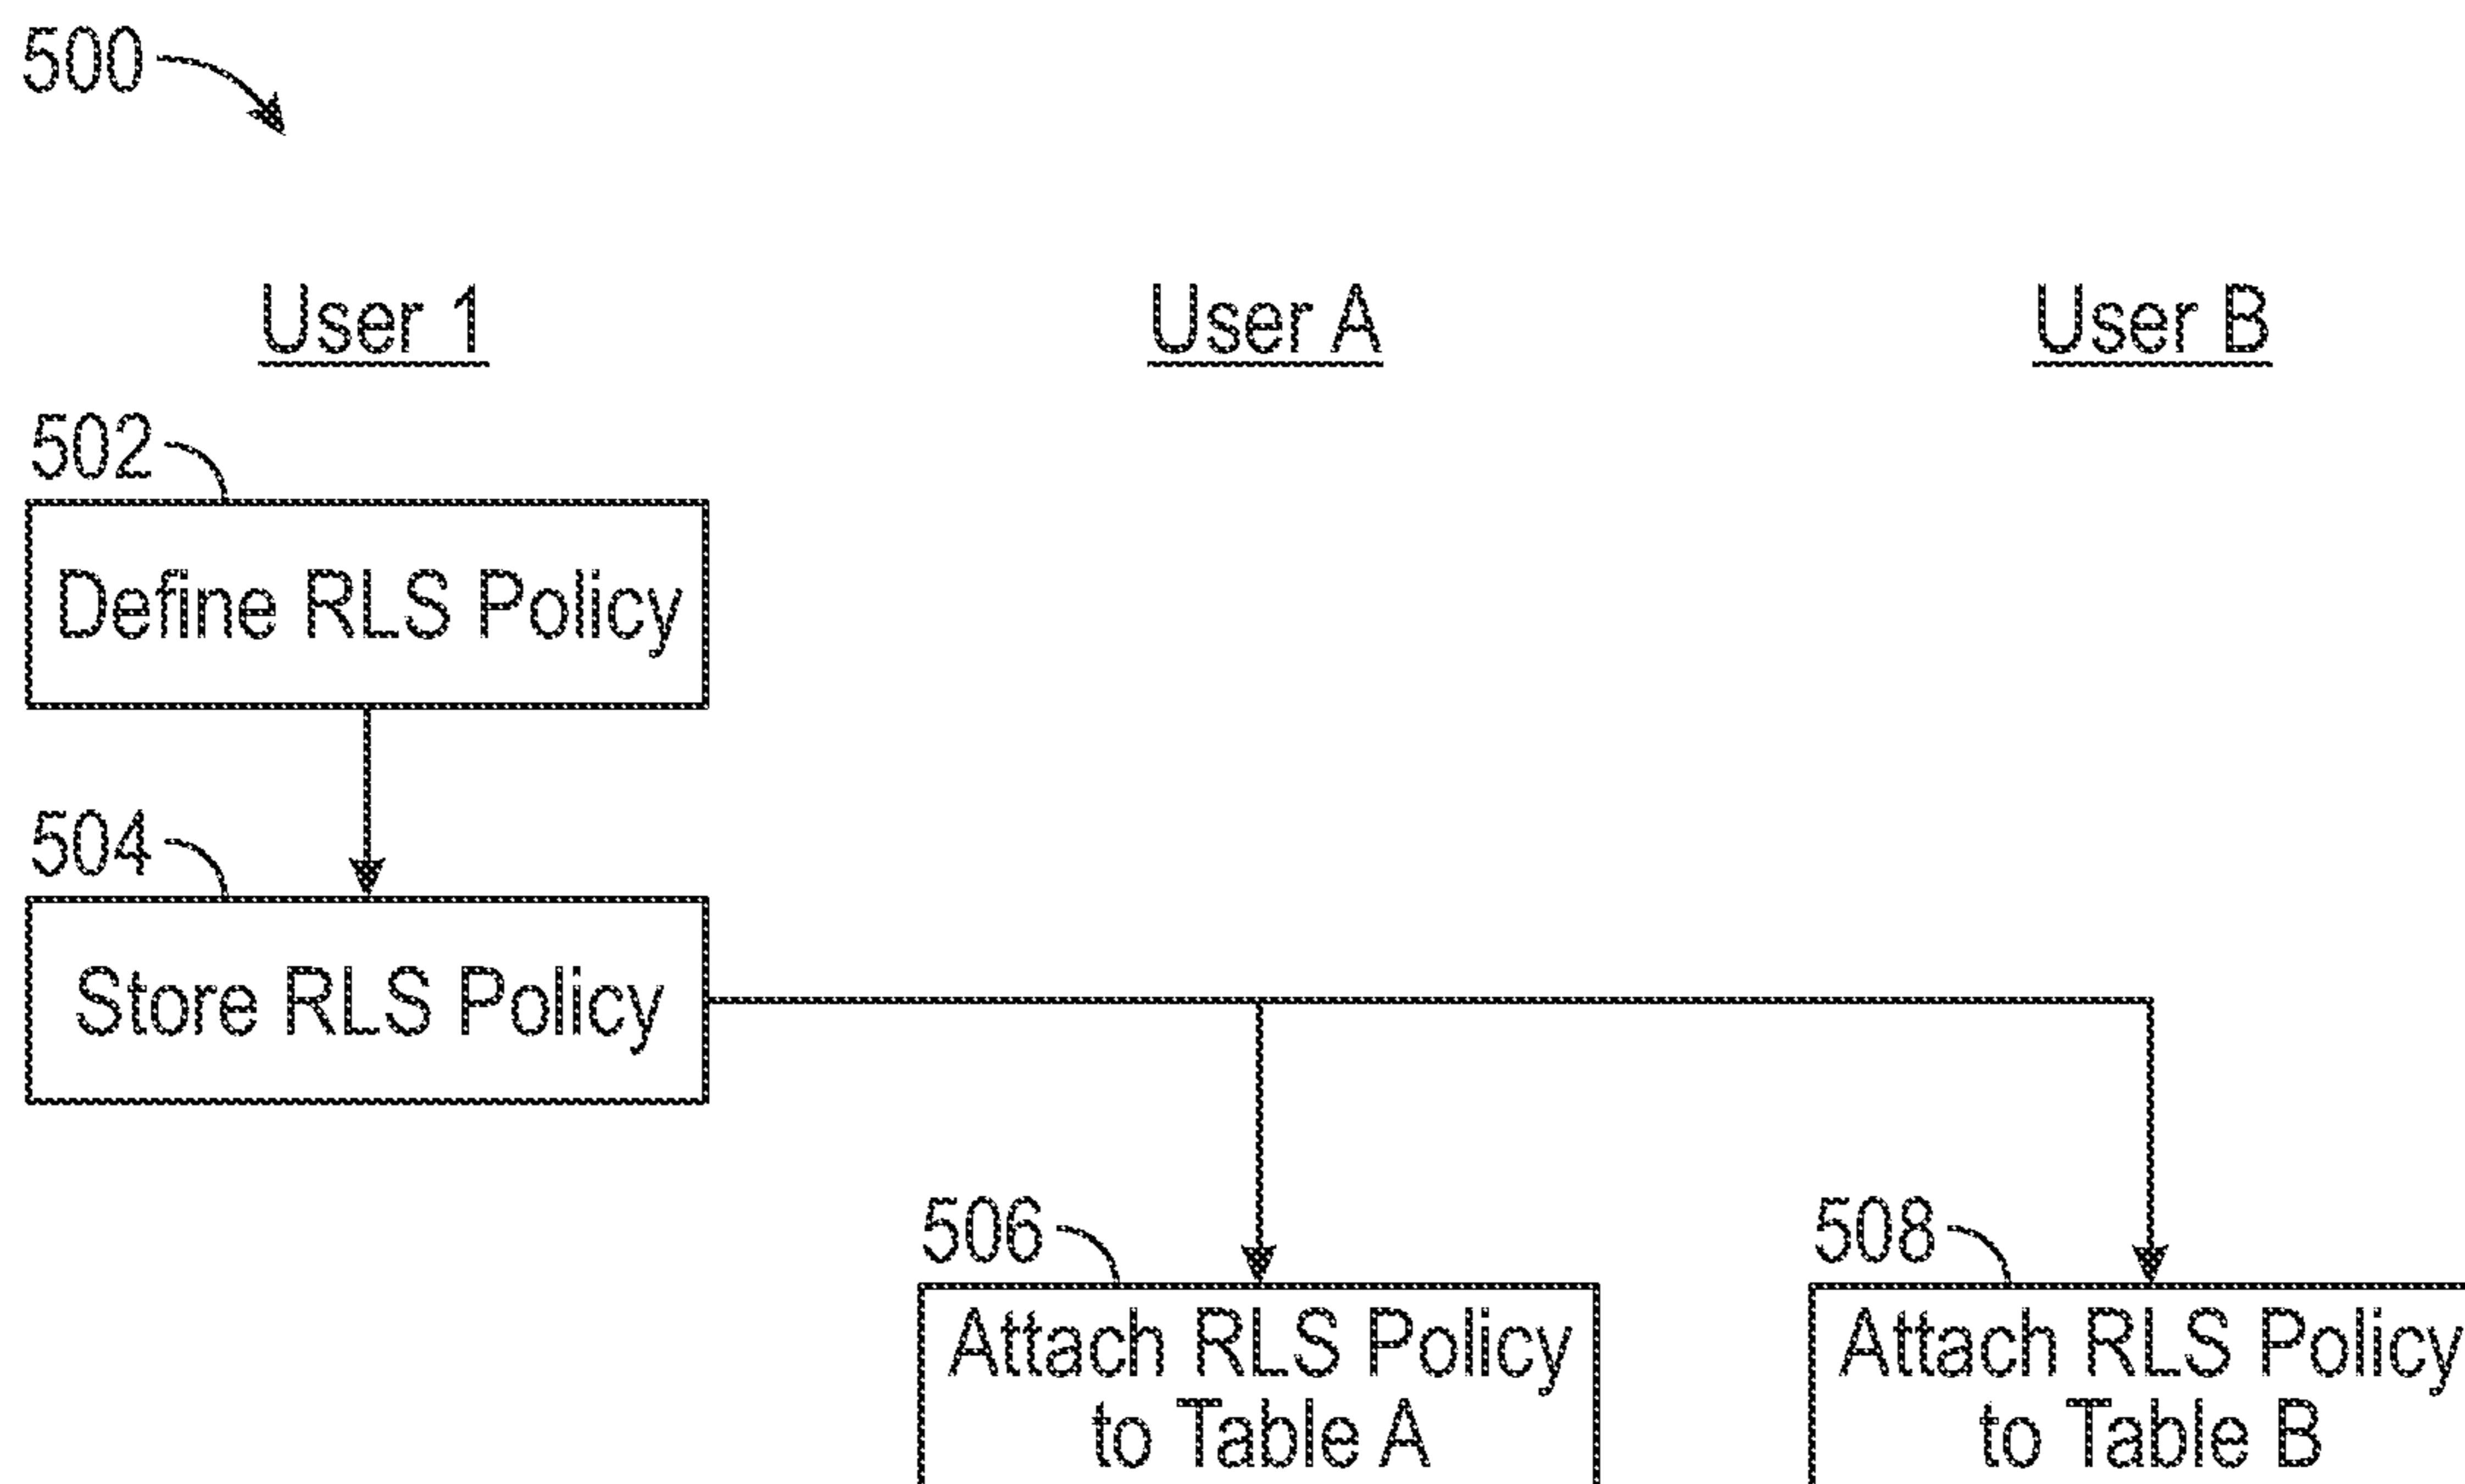 500
User 1
User A
User B
502
Define RLS Policy
504
Store RLS Policy
506
508
Attach RLS Policy
to Table A
Attach RLS Policy
to Table B